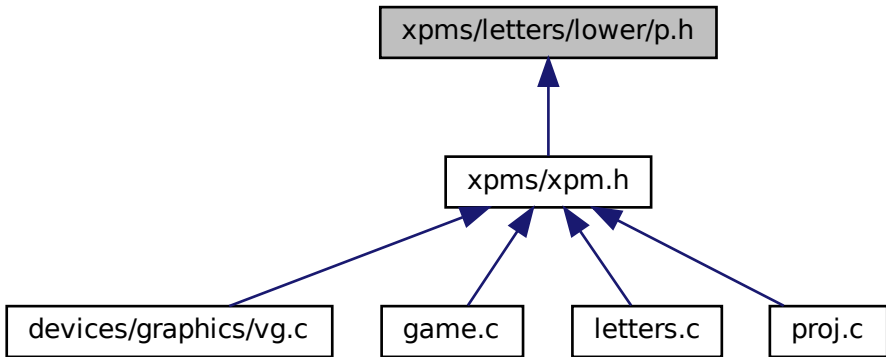 xpms/letters/lower/p.h
xpms/xpm.h
devices/graphics/vg.c
game.c
letters.c
proj.c